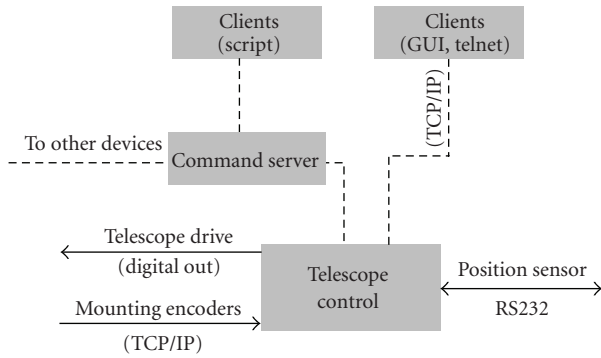 Clients
(script)
Clients
(GUI, telnet)
(TCP/IP)
To other devices
Command server
Telescope drive
(digital out)
Telescope
control
Position sensor
RS232
Mounting encoders
(TCP/IP)